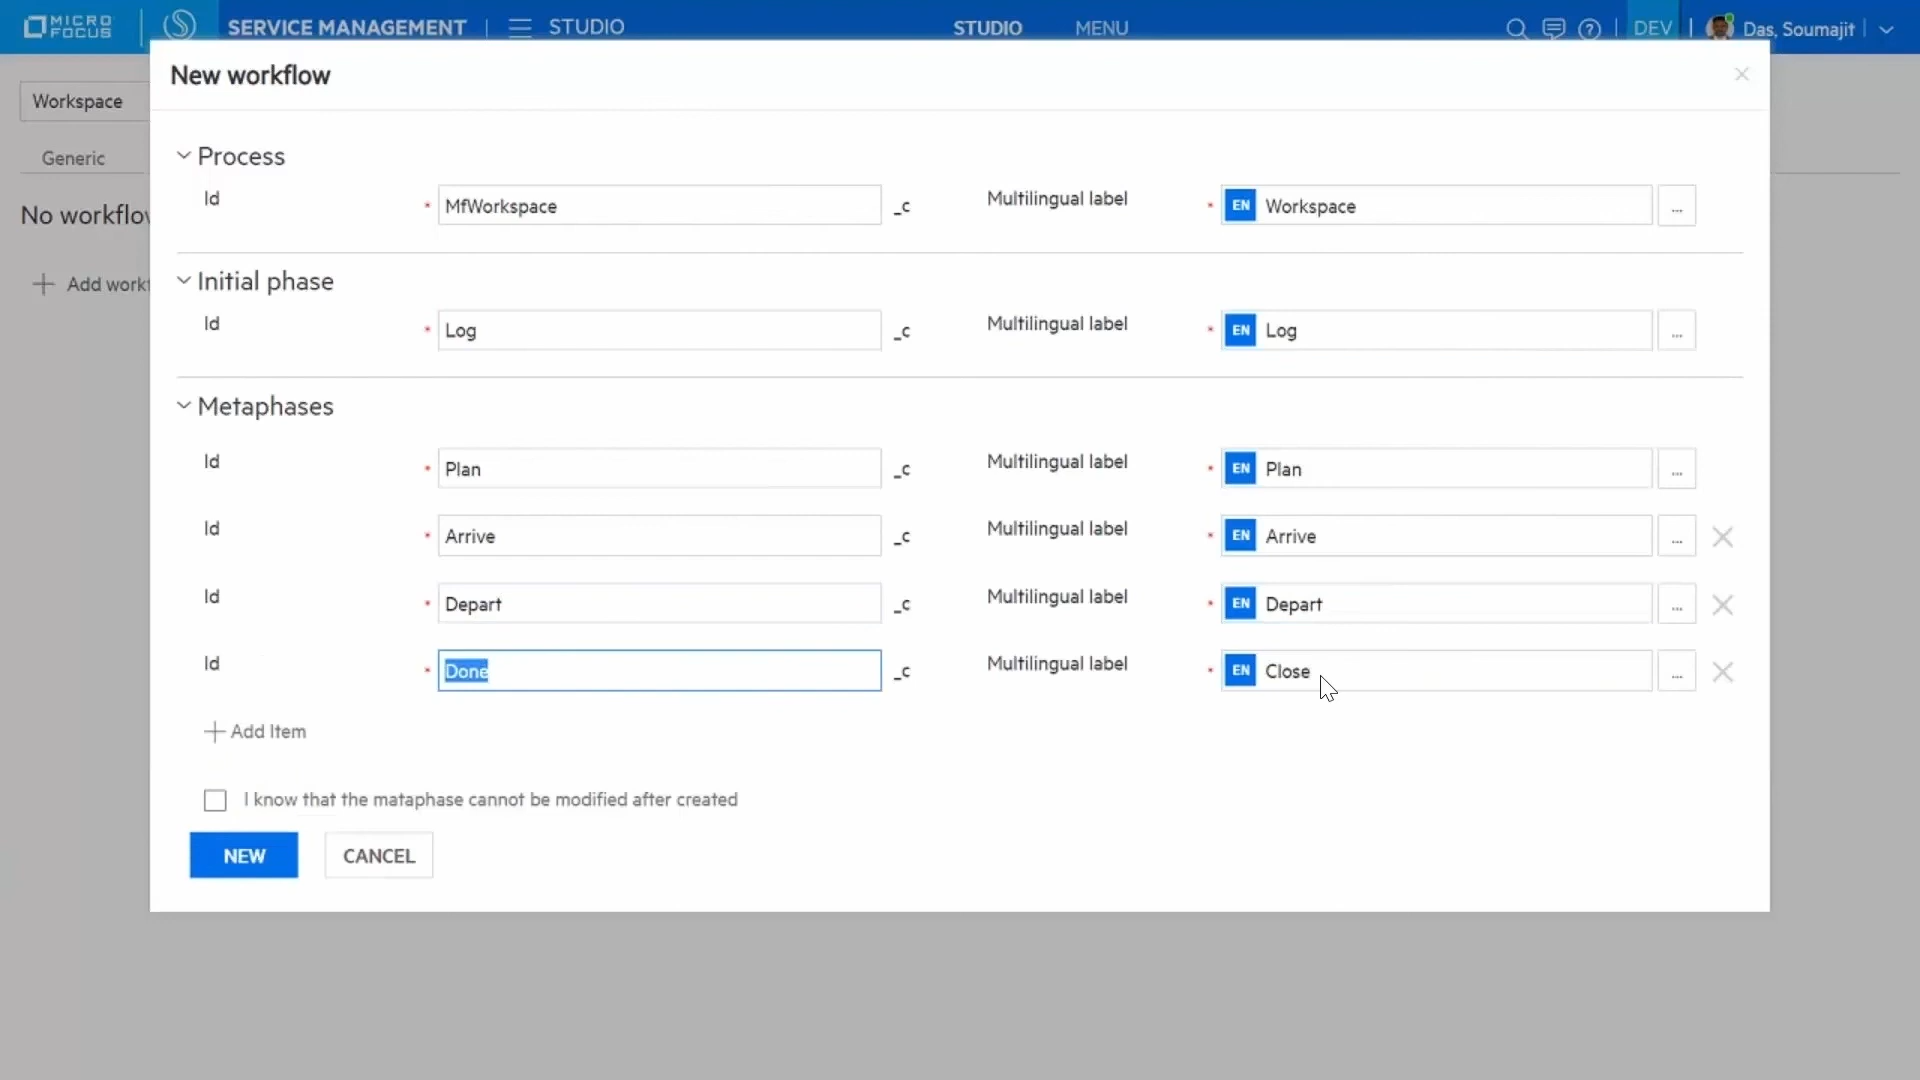 MICRO FOCUS
SERVICE MANAGEMENT
STUDIO
STUDIO
MENU
DEV
Das, Soumajit
New workflow
Workspace
Generic
No workflov
Add workf
Process
Id
* MfWorkspace
_c
Multilingual label
* EN Workspace
...
Initial phase
Id
* Log
_c
Multilingual label
* EN Log
...
Metaphases
Id
* Plan
_c
Multilingual label
* EN Plan
...
Id
* Arrive
_c
Multilingual label
* EN Arrive
...
Id
* Depart
_c
Multilingual label
* EN Depart
...
Id
* Done
_c
Multilingual label
* EN Close
...
Add Item
I know that the mataphase cannot be modified after created
NEW
CANCEL